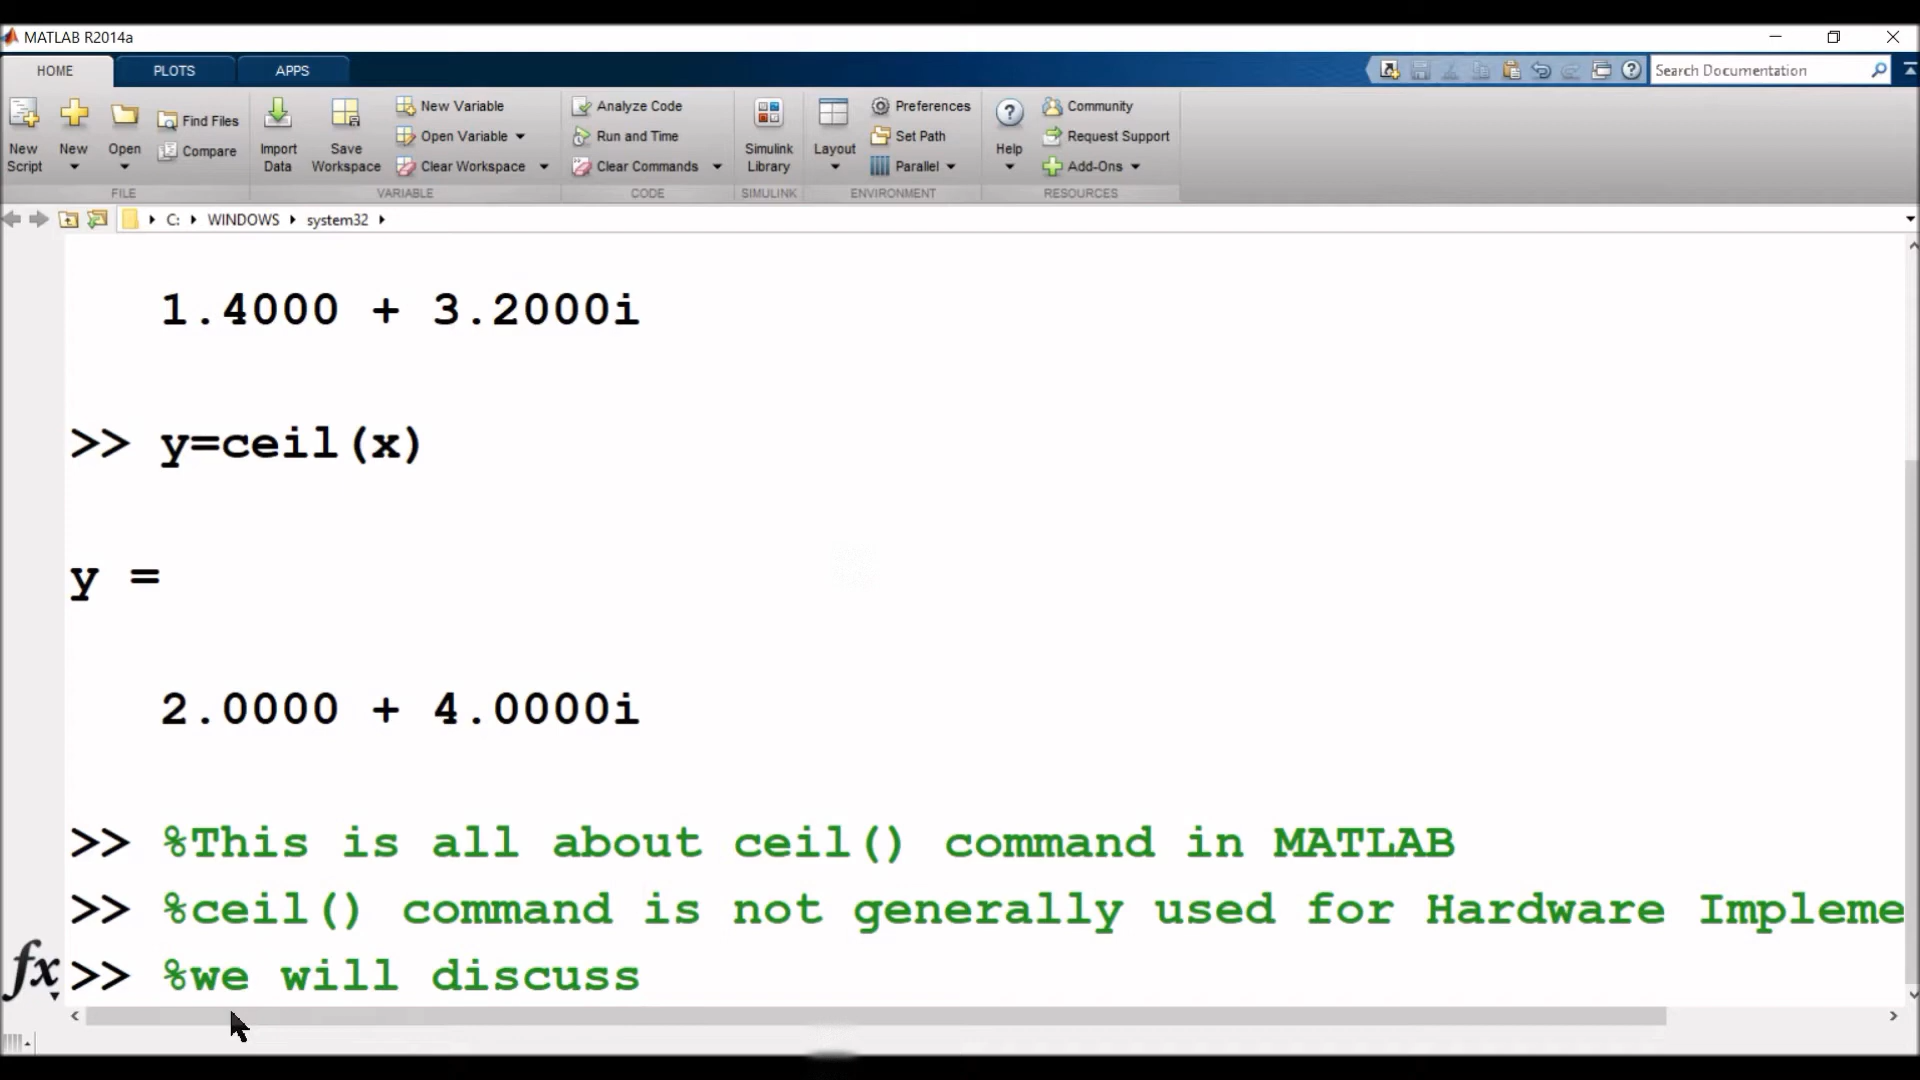 MATLAB R2014a
HOME PLOTS APPS Search Documentation
New Script New Open Find Files Compare
Import Data Save Workspace New Variable Open Variable Clear Workspace
Analyze Code Run and Time Clear Commands
Simulink Library Layout Preferences Set Path Parallel
Help Community Request Support Add-Ons
FILE VARIABLE CODE SIMULINK ENVIRONMENT RESOURCES
C: WINDOWS system32
1.4000 + 3.2000i
>> y=ceil(x)
y =
2.0000 + 4.0000i
>> %This is all about ceil() command in MATLAB
>> %ceil() command is not generally used for Hardware Impleme
fx >> %we will discuss